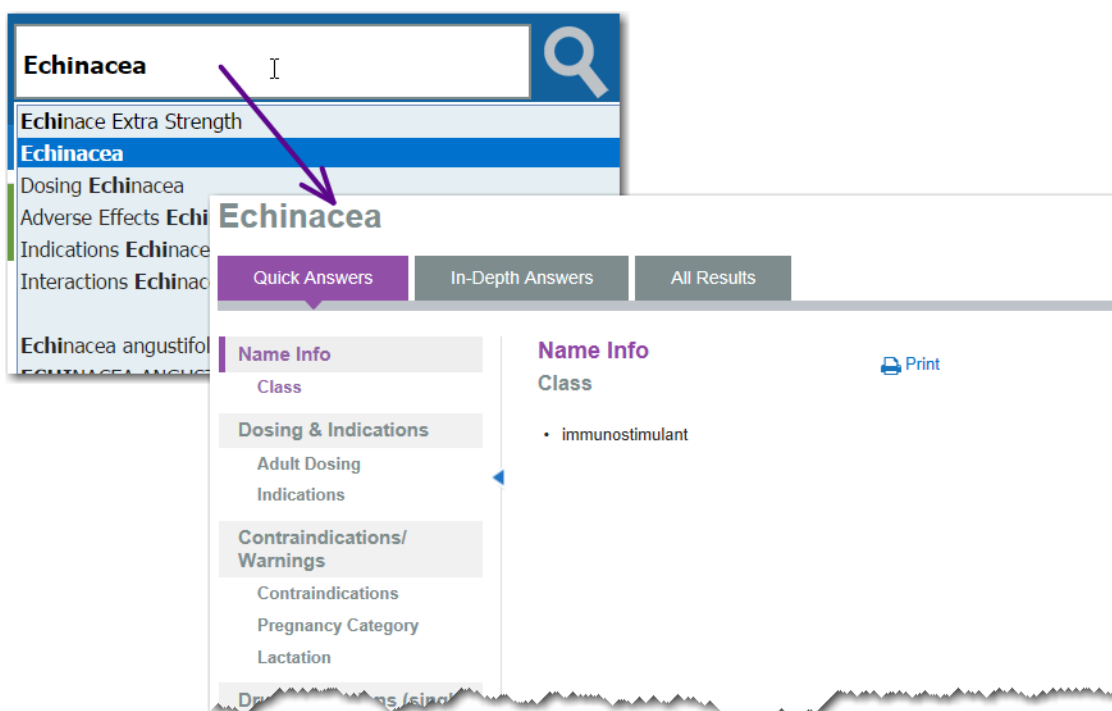 Echinacea
Echinace Extra Strength
Echinacea
Dosing Echinacea
Adverse Effects Echi
Indications Echinace
Interactions Echinac
Echinacea angustifol
Echinacea
Quick Answers
In-Depth Answers
All Results
Name Info
Class
Dosing & Indications
Adult Dosing
Indications
Contraindications/
Warnings
Contraindications
Pregnancy Category
Lactation
Name Info
Class
Print
• immunostimulant